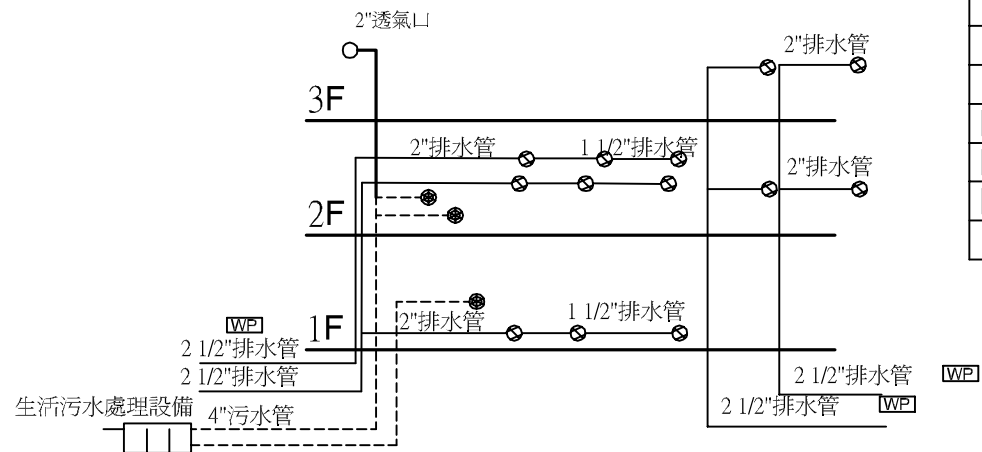 2"透氣口
2"排水管
3F
2"排水管
1 1/2"排水管
2"排水管
2F
1F
2"排水管
1 1/2"排水管
WP
2 1/2"排水管
2 1/2"排水管
2 1/2"排水管
WP
生活污水處理設備
4"污水管
2 1/2"排水管
WP